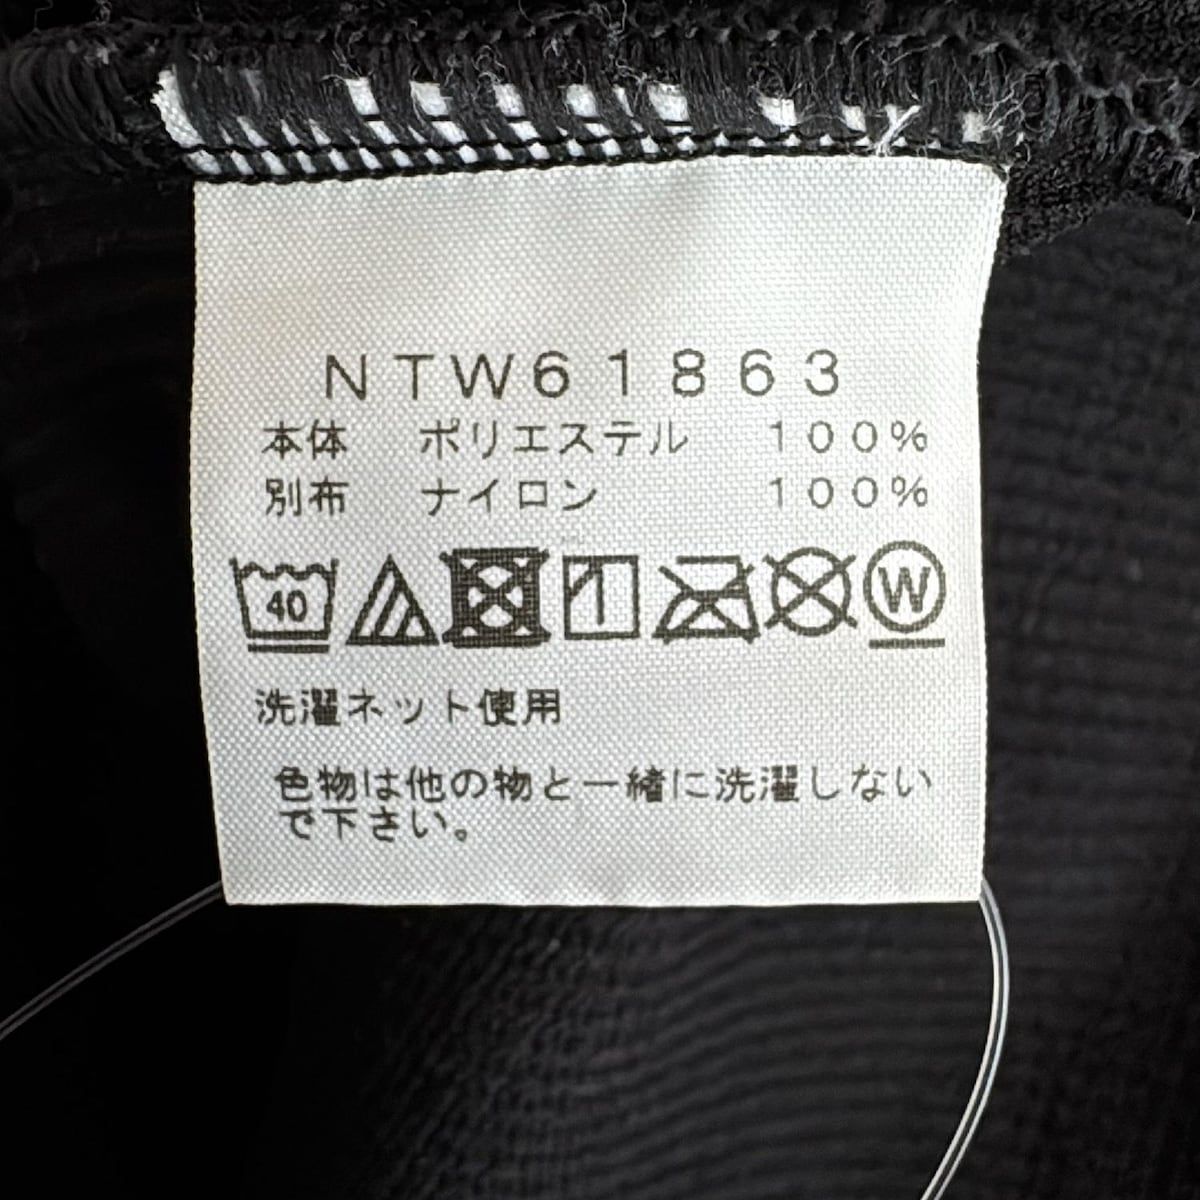 NTW61863
本体 ポリエステル 100%
別布 ナイロン 100%
40 W
洗濯ネット使用
色物は他の物と一緒に洗濯しない
で下さい。